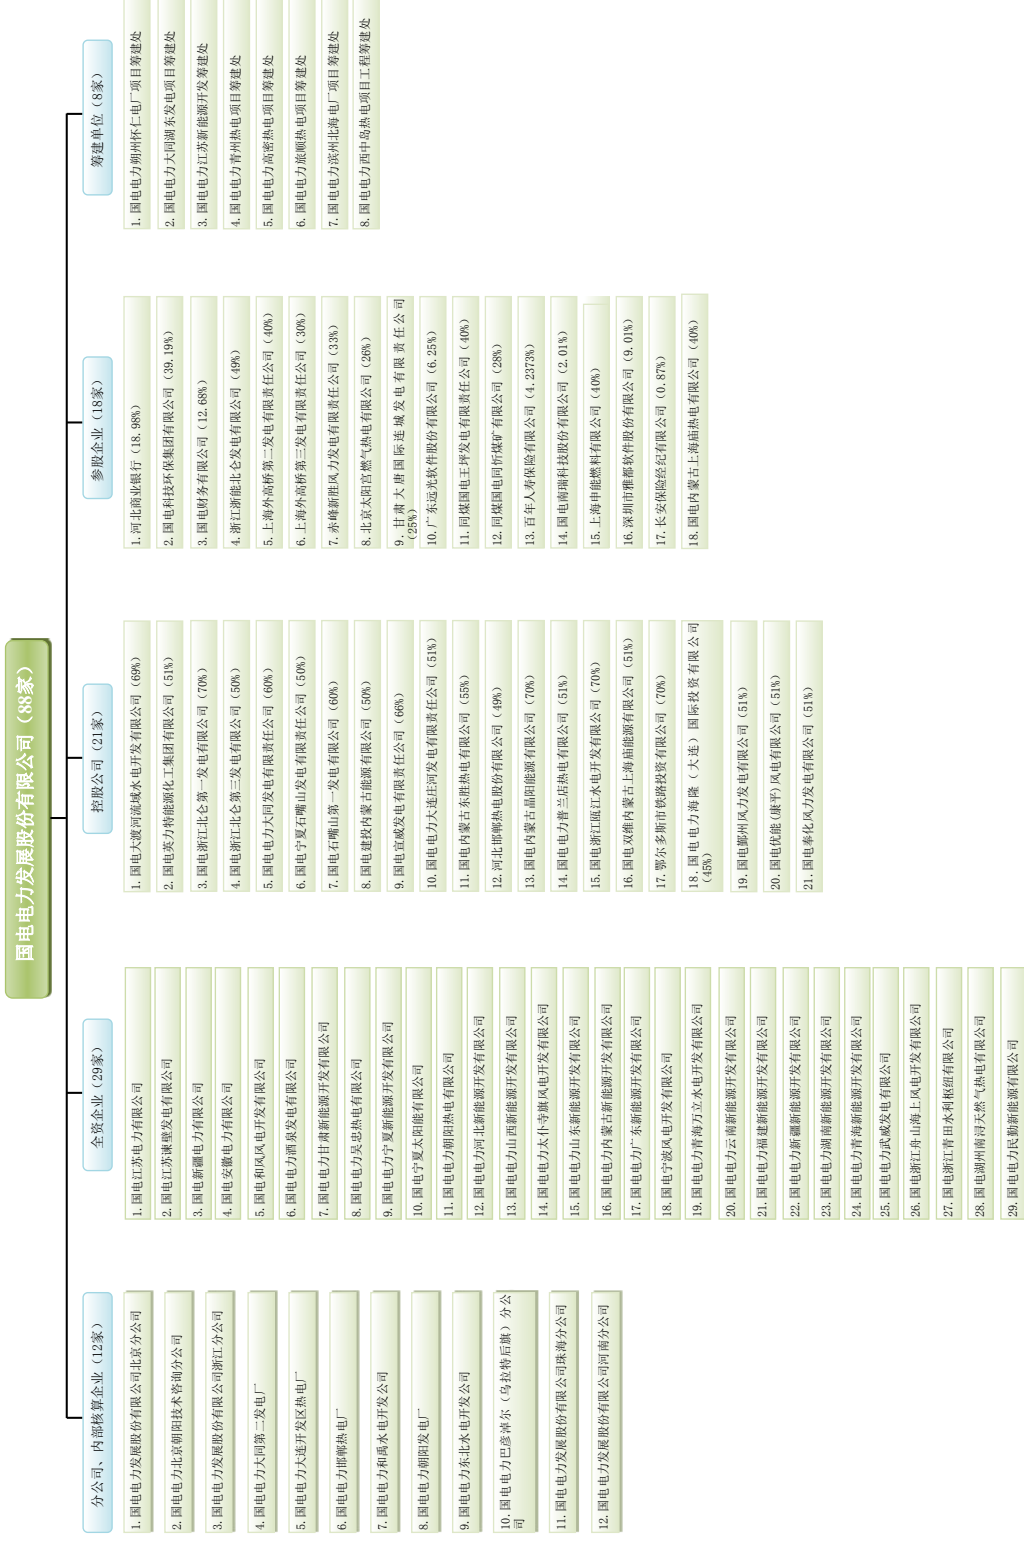 国电电力发展股份有限公司（88家）
分公司、内部核算企业（12家）
1. 国电电力发展股份有限公司北京分公司
2. 国电电力北京朝阳技术咨询分公司
3. 国电电力发展股份有限公司浙江分公司
4. 国电电力大同第二发电厂
5. 国电电力大连开发区热电厂
6. 国电电力邯郸热电厂
7. 国电电力和禹水电开发公司
8. 国电电力朝阳发电厂
9. 国电电力东北水电开发公司
10. 国电电力巴彦淖尔（乌拉特后旗）分公
司
11. 国电电力发展股份有限公司珠海分公司
12. 国电电力发展股份有限公司河南分公司
全资企业（29家）
1. 国电江苏电力有限公司
2. 国电江苏谏壁发电有限公司
3. 国电新疆电力有限公司
4. 国电安徽电力有限公司
5. 国电和风风电开发有限公司
6. 国电电力酒泉发电有限公司
7. 国电电力甘肃新能源开发有限公司
8. 国电电力吴忠热电有限公司
9. 国电电力宁夏新能源开发有限公司
10. 国电宁夏太阳能有限公司
11. 国电电力朝阳热电有限公司
12. 国电电力河北新能源开发有限公司
13. 国电电力山西新能源开发有限公司
14. 国电电力太仆寺旗风电开发有限公司
15. 国电电力山东新能源开发有限公司
16. 国电电力内蒙古新能源开发有限公司
17. 国电电力广东新能源开发有限公司
18. 国电宁波风电开发有限公司
19. 国电电力青海万立水电开发有限公司
20. 国电电力云南新能源开发有限公司
21. 国电电力福建新能源开发有限公司
22. 国电电力新疆新能源开发有限公司
23. 国电电力湖南新能源开发有限公司
24. 国电电力青海新能源开发有限公司
25. 国电电力武威发电有限公司
26. 国电浙江舟山海上风电开发有限公司
27. 国电浙江青田水利枢纽有限公司
28. 国电湖州南浔天然气热电有限公司
29. 国电电力民勤新能源有限公司
控股公司（21家）
1. 国电大渡河流域水电开发有限公司（69%）
2. 国电英力特能源化工集团有限公司（51%）
3. 国电浙江北仑第一发电有限公司（70%）
4. 国电浙江北仑第三发电有限公司（50%）
5. 国电电力大同发电有限责任公司（60%）
6. 国电宁夏石嘴山发电有限责任公司（50%）
7. 国电石嘴山第一发电有限公司（60%）
8. 国电建投内蒙古能源有限公司（50%）
9. 国电宣威发电有限责任公司（66%）
10. 国电电力大连庄河发电有限责任公司（51%）
11. 国电内蒙古东胜热电有限公司（55%）
12. 河北邯郸热电股份有限公司（49%）
13. 国电内蒙古晶阳能源有限公司（70%）
14. 国电电力普兰店热电有限公司（51%）
15. 国电浙江瓯江水电开发有限公司（70%）
16. 国电双维内蒙古上海庙能源有限公司（51%）
17. 鄂尔多斯市铁路投资有限公司（70%）
18. 国电电力海隆（大连）国际投资有限公司
（45%）
19. 国电鄞州风力发电有限公司（51%）
20. 国电优能(康平)风电有限公司（51%）
21. 国电奉化风力发电有限公司（51%）
参股企业（18家）
1. 河北商业银行（18.98%）
2. 国电科技环保集团有限公司（39.19%）
3. 国电财务有限公司（12.68%）
4. 浙江浙能北仑发电有限公司（49%）
5. 上海外高桥第二发电有限责任公司（40%）
6. 上海外高桥第三发电有限责任公司（30%）
7. 赤峰新胜风力发电有限责任公司（33%）
8. 北京太阳宫燃气热电有限公司（26%）
9. 甘肃大唐国际连城发电有限责任公司
（25%）
10. 广东远光软件股份有限公司（6.25%）
11. 同煤国电王坪发电有限责任公司（40%）
12. 同煤国电同忻煤矿有限公司（28%）
13. 百年人寿保险有限公司（4.2373%）
14. 国电南瑞科技股份有限公司（2.01%）
15. 上海申能燃料有限公司（40%）
16. 深圳市雅都软件股份有限公司（9.01%）
17. 长安保险经纪有限公司（0.87%）
18. 国电内蒙古上海庙热电有限公司（40%）
筹建单位（8家）
1. 国电电力朔州怀仁电厂项目筹建处
2. 国电电力大同湖东发电项目筹建处
3. 国电电力江苏新能源开发筹建处
4. 国电电力青州热电项目筹建处
5. 国电电力高密热电项目筹建处
6. 国电电力旅顺热电项目筹建处
7. 国电电力滨州北海电厂项目筹建处
8. 国电电力西中岛热电项目工程筹建处